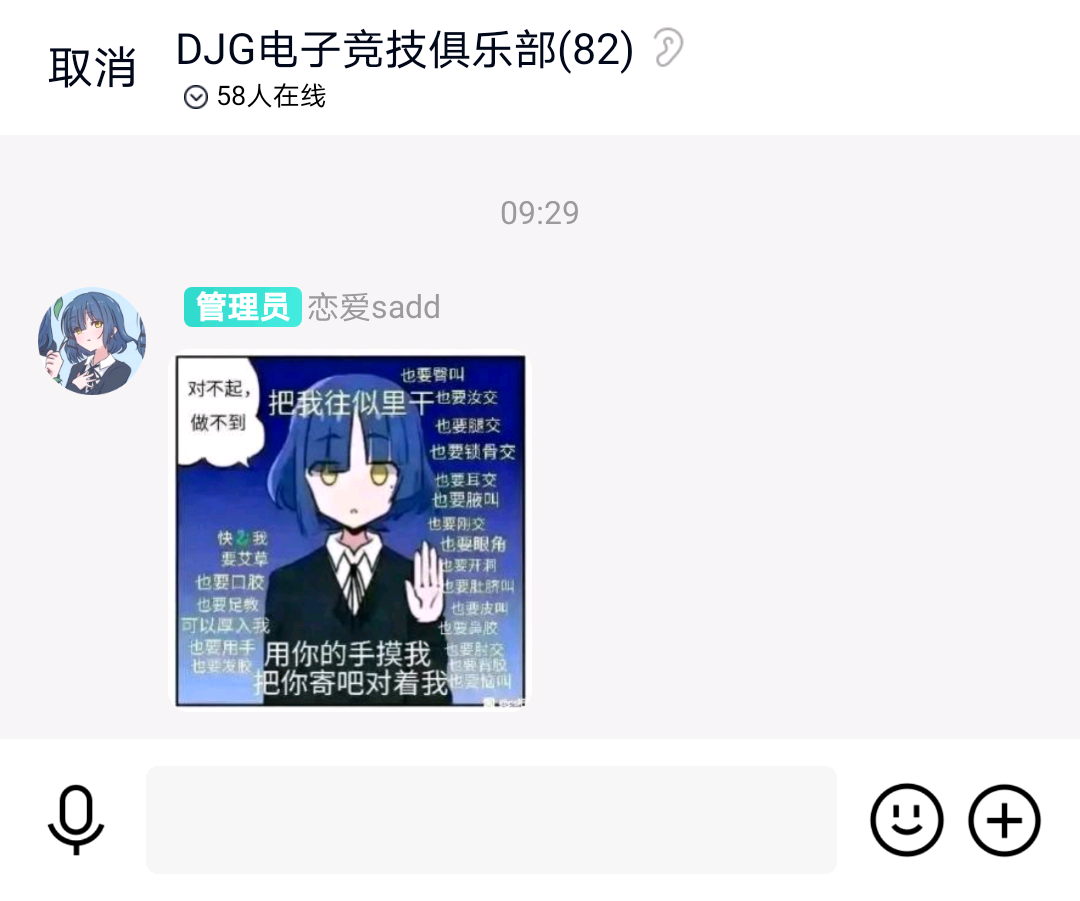 取消
DJG电子竞技俱乐部(82)
58人在线
09:29
管理员 恋爱sadd
对不起，
做不到
把我往似里干
也要臀叫
也要汝交
也要腿交
也要锁骨交
也要耳交
也要腋叫
也要刚交
也要眼角
也要开洞
也要肚脐叫
也要皮叫
也要鼻胶
也要肘交
也要背胶
也要恼叫
快
我
要艾草
也要口胶
也要足教
可以厚入我
也要用手
也要发胶
用你的手摸我
把你寄吧对着我